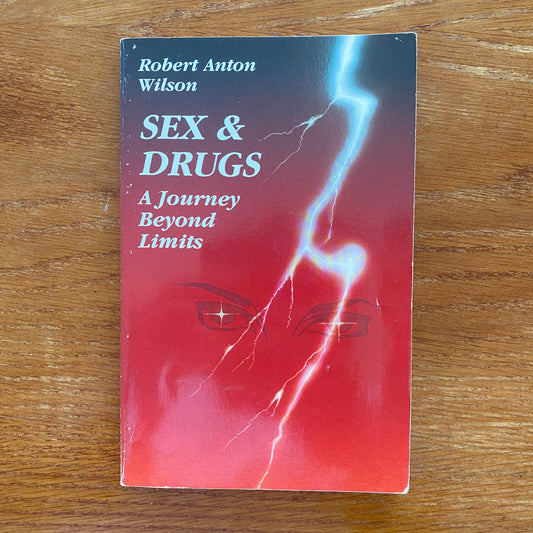 Robert Anton
Wilson
SEX &
DRUGS
A Journey
Beyond
Limits